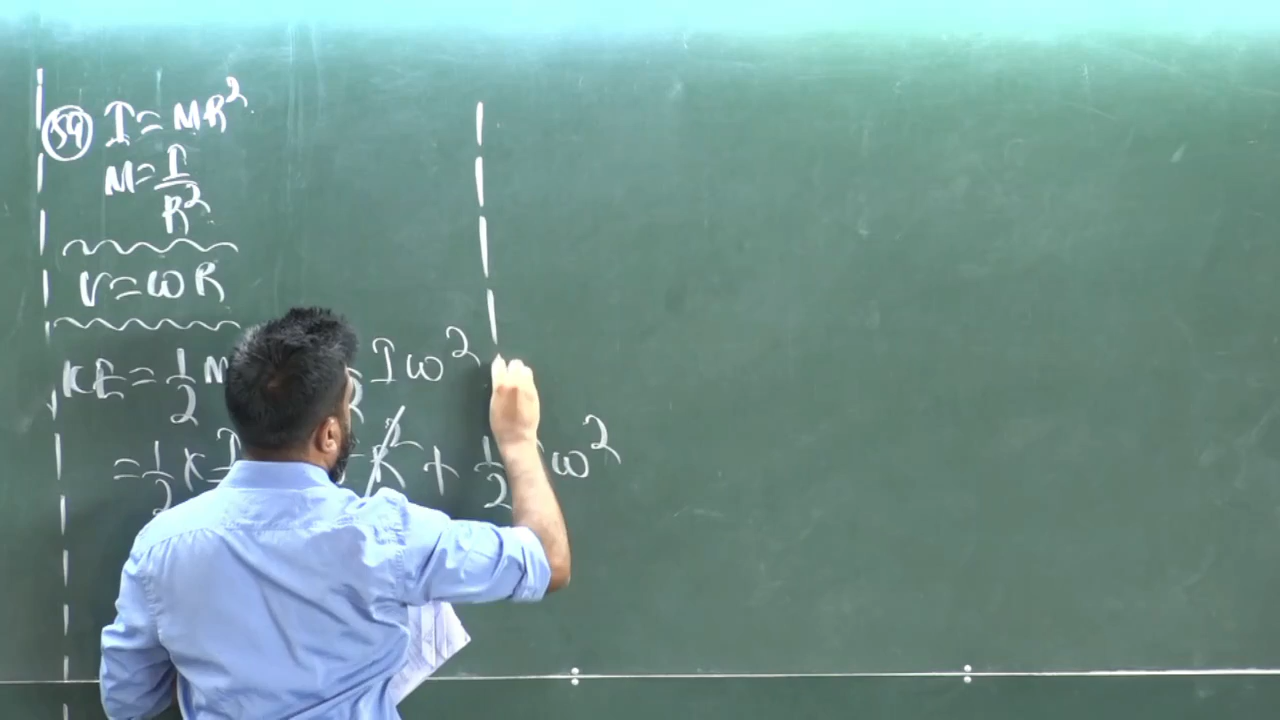 59 I = MR²
M = I/R²
V = ωR
KE = 1/2 M Iω²
= 1/2 × R² + 1/2 ω²